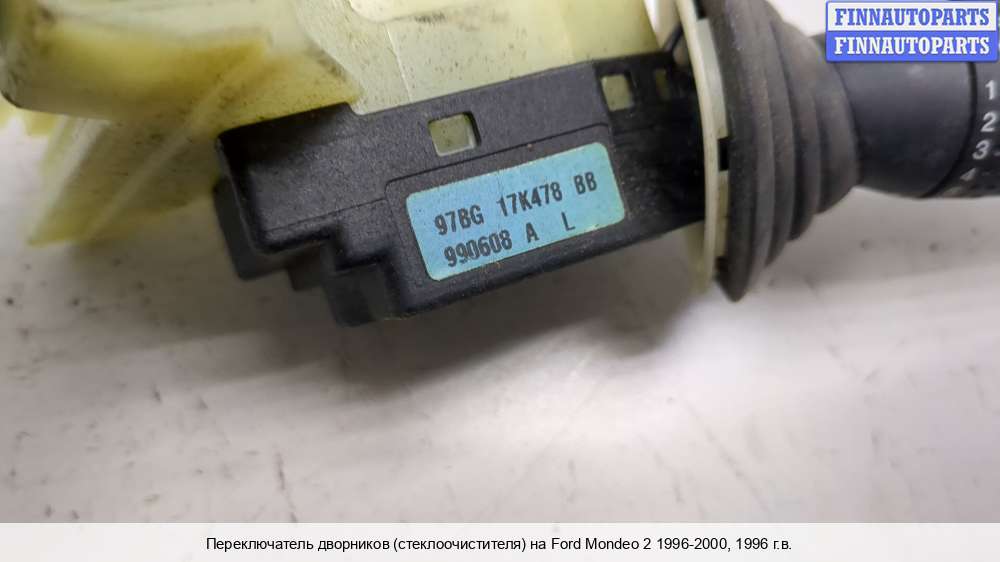 FINNAUTOPARTS
FINNAUTOPARTS
1
2
3
4
97BG 17K478 BB
990608 A L
Переключатель дворников (стеклоочистителя) на Ford Mondeo 2 1996-2000, 1996 г.в.